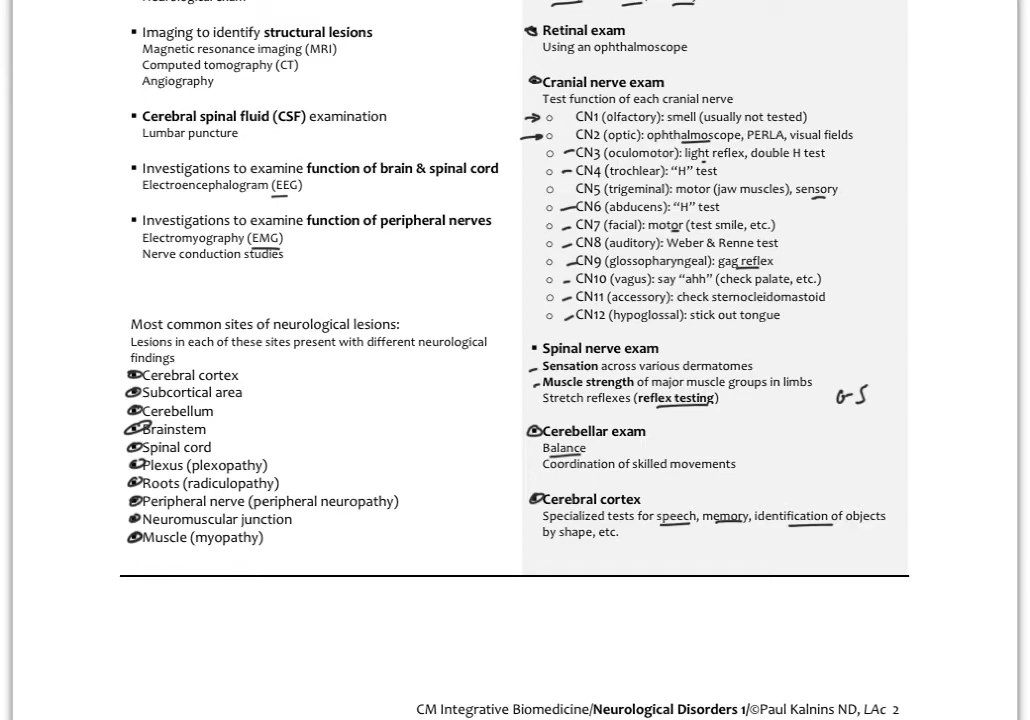 ▪ Imaging to identify structural lesions
Magnetic resonance imaging (MRI)
Computed tomography (CT)
Angiography
▪ Cerebral spinal fluid (CSF) examination
Lumbar puncture
▪ Investigations to examine function of brain & spinal cord
Electroencephalogram (EEG)
▪ Investigations to examine function of peripheral nerves
Electromyography (EMG)
Nerve conduction studies
Most common sites of neurological lesions:
Lesions in each of these sites present with different neurological
findings
Cerebral cortex
Subcortical area
Cerebellum
Brainstem
Spinal cord
Plexus (plexopathy)
Roots (radiculopathy)
Peripheral nerve (peripheral neuropathy)
Neuromuscular junction
Muscle (myopathy)
Retinal exam
Using an ophthalmoscope
Cranial nerve exam
Test function of each cranial nerve
o CN1 (olfactory): smell (usually not tested)
o CN2 (optic): ophthalmoscope, PERLA, visual fields
o CN3 (oculomotor): light reflex, double H test
o CN4 (trochlear): “H” test
o CN5 (trigeminal): motor (jaw muscles), sensory
o CN6 (abducens): “H” test
o CN7 (facial): motor (test smile, etc.)
o CN8 (auditory): Weber & Renne test
o CN9 (glossopharyngeal): gag reflex
o CN10 (vagus): say “ahh” (check palate, etc.)
o CN11 (accessory): check sternocleidomastoid
o CN12 (hypoglossal): stick out tongue
▪ Spinal nerve exam
Sensation across various dermatomes
Muscle strength of major muscle groups in limbs
Stretch reflexes (reflex testing)
0-5
Cerebellar exam
Balance
Coordination of skilled movements
Cerebral cortex
Specialized tests for speech, memory, identification of objects
by shape, etc.
CM Integrative Biomedicine/Neurological Disorders 1/©Paul Kalnins ND, LAc 2